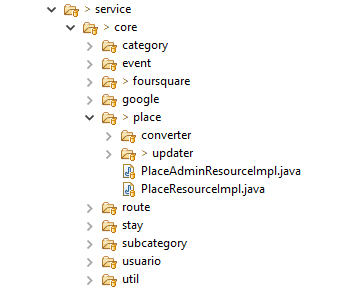 > service
> core
category
event
> foursquare
google
> place
converter
> updater
PlaceAdminResourceImpl.java
PlaceResourceImpl.java
route
stay
subcategory
usuario
util